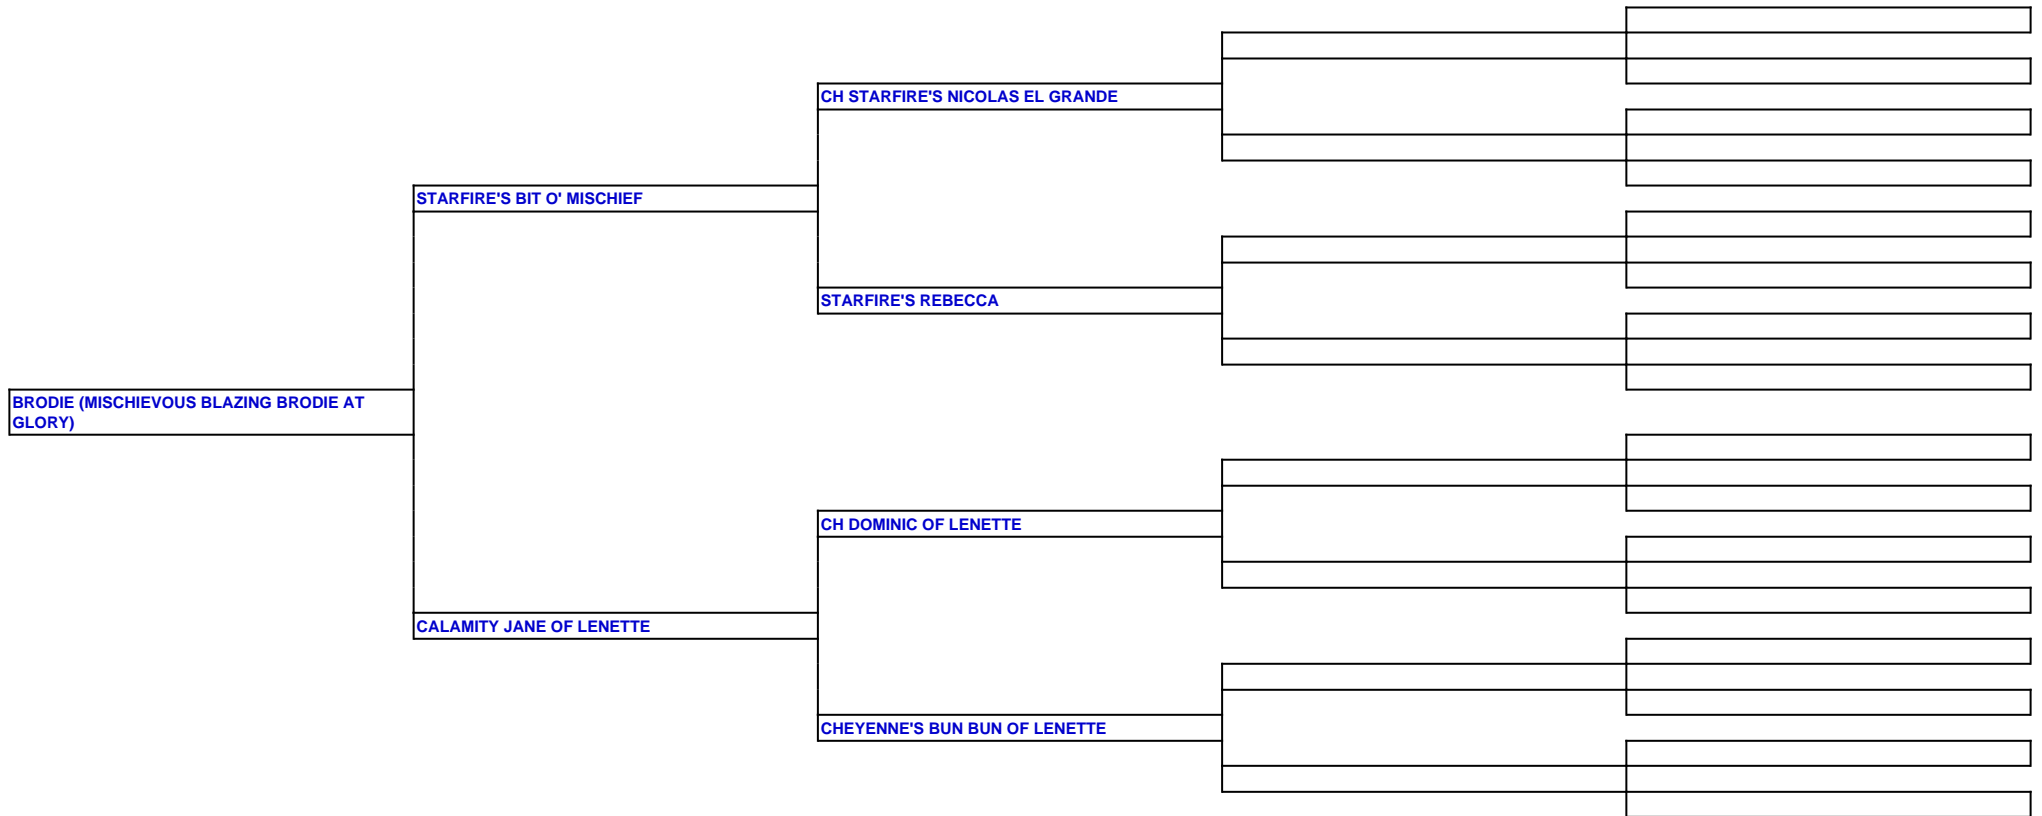 CH STARFIRE'S NICOLAS EL GRANDE
STARFIRE'S BIT O' MISCHIEF
STARFIRE'S REBECCA
BRODIE (MISCHIEVOUS BLAZING BRODIE AT
GLORY)
CH DOMINIC OF LENETTE
CALAMITY JANE OF LENETTE
CHEYENNE'S BUN BUN OF LENETTE